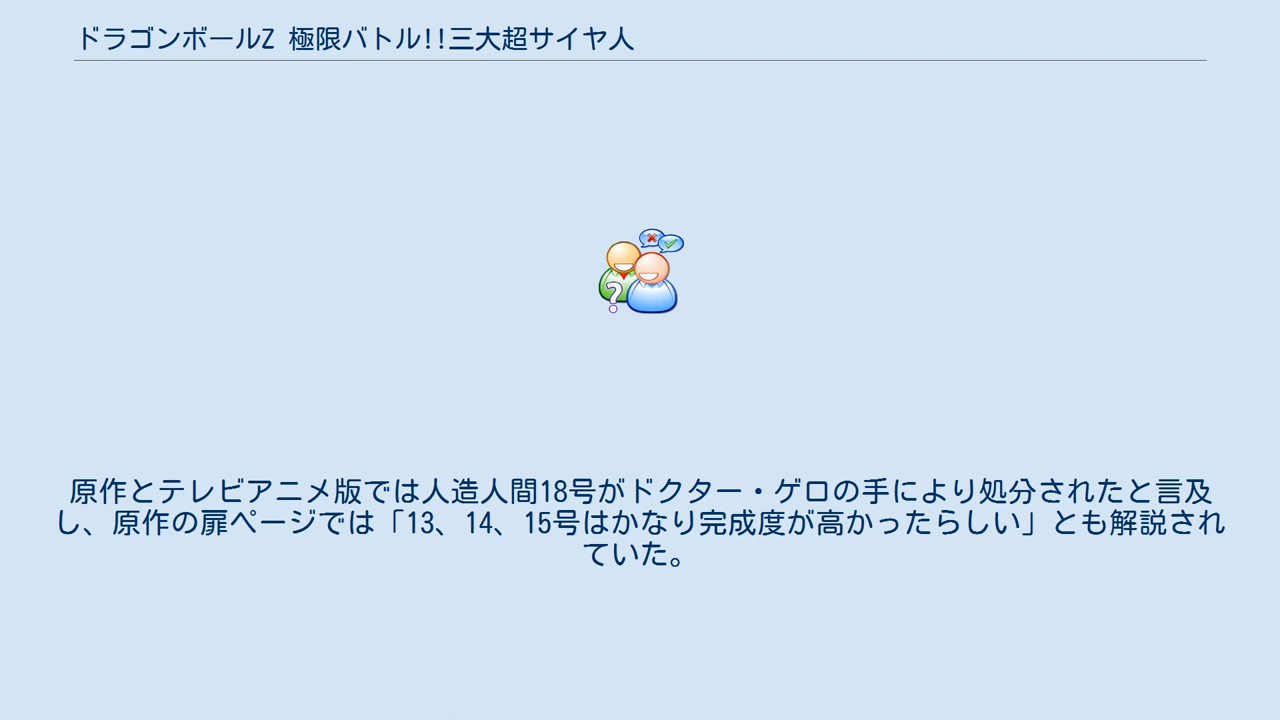 ドラゴンボールZ 極限バトル!!三大超サイヤ人
原作とテレビアニメ版では人造人間18号がドクター・ゲロの手により処分されたと言及
し、原作の扉ページでは「13、14、15号はかなり完成度が高かったらしい」とも解説され
ていた。